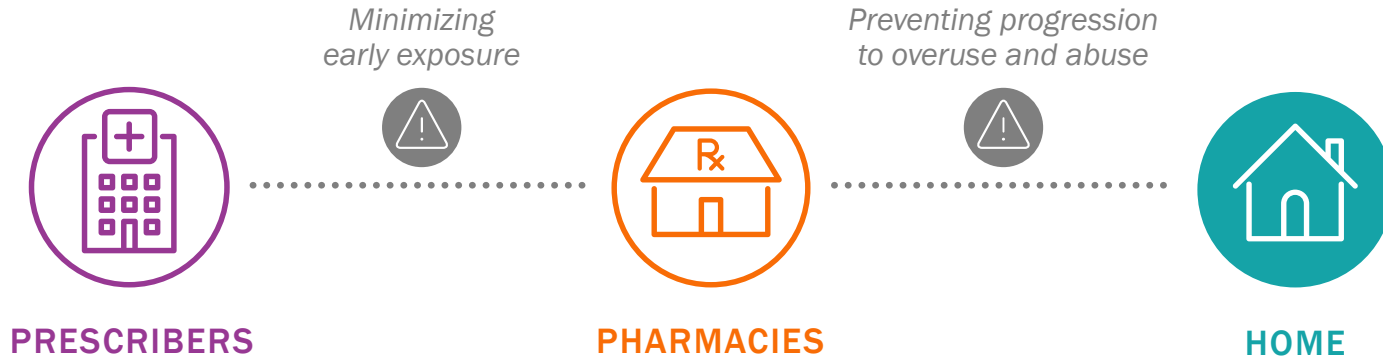 Minimizing
early exposure
Preventing progression
to overuse and abuse
Rx
PRESCRIBERS
PHARMACIES
HOME